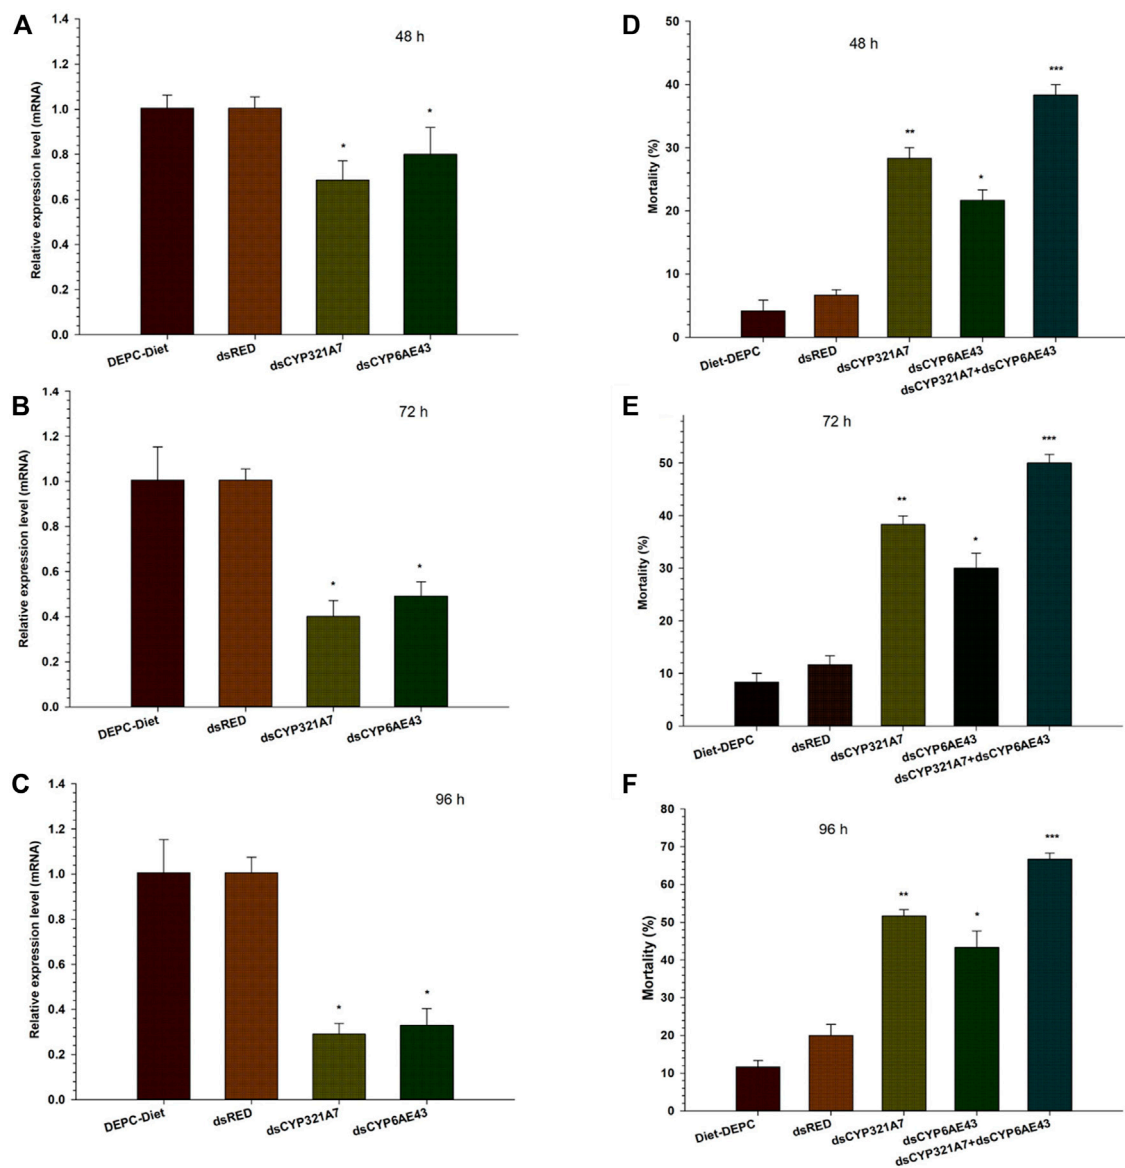 A
48 h
Relative expression level (mRNA)
1.4
1.2
1.0
0.8
0.6
0.4
0.2
0.0
*
*
DEPC-Diet
dsRED
dsCYP321A7
dsCYP6AE43
D
48 h
Mortality (%)
50
40
30
20
10
0
**
*
***
Diet-DEPC
dsRED
dsCYP321A7
dsCYP6AE43
dsCYP321A7+dsCYP6AE43
B
72 h
Relative expression level (mRNA)
1.4
1.2
1.0
0.8
0.6
0.4
0.2
0.0
*
*
DEPC-Diet
dsRED
dsCYP321A7
dsCYP6AE43
E
72 h
Mortality (%)
50
40
30
20
10
0
**
*
***
Diet-DEPC
dsRED
dsCYP321A7
dsCYP6AE43
dsCYP321A7+dsCYP6AE43
C
96 h
Relative expression level (mRNA)
1.4
1.2
1.0
0.8
0.6
0.4
0.2
0.0
*
*
DEPC-Diet
dsRED
dsCYP321A7
dsCYP6AE43
F
96 h
Mortality (%)
80
70
60
50
40
30
20
10
0
**
*
***
Diet-DEPC
dsRED
dsCYP321A7
dsCYP6AE43
dsCYP321A7+dsCYP6AE43